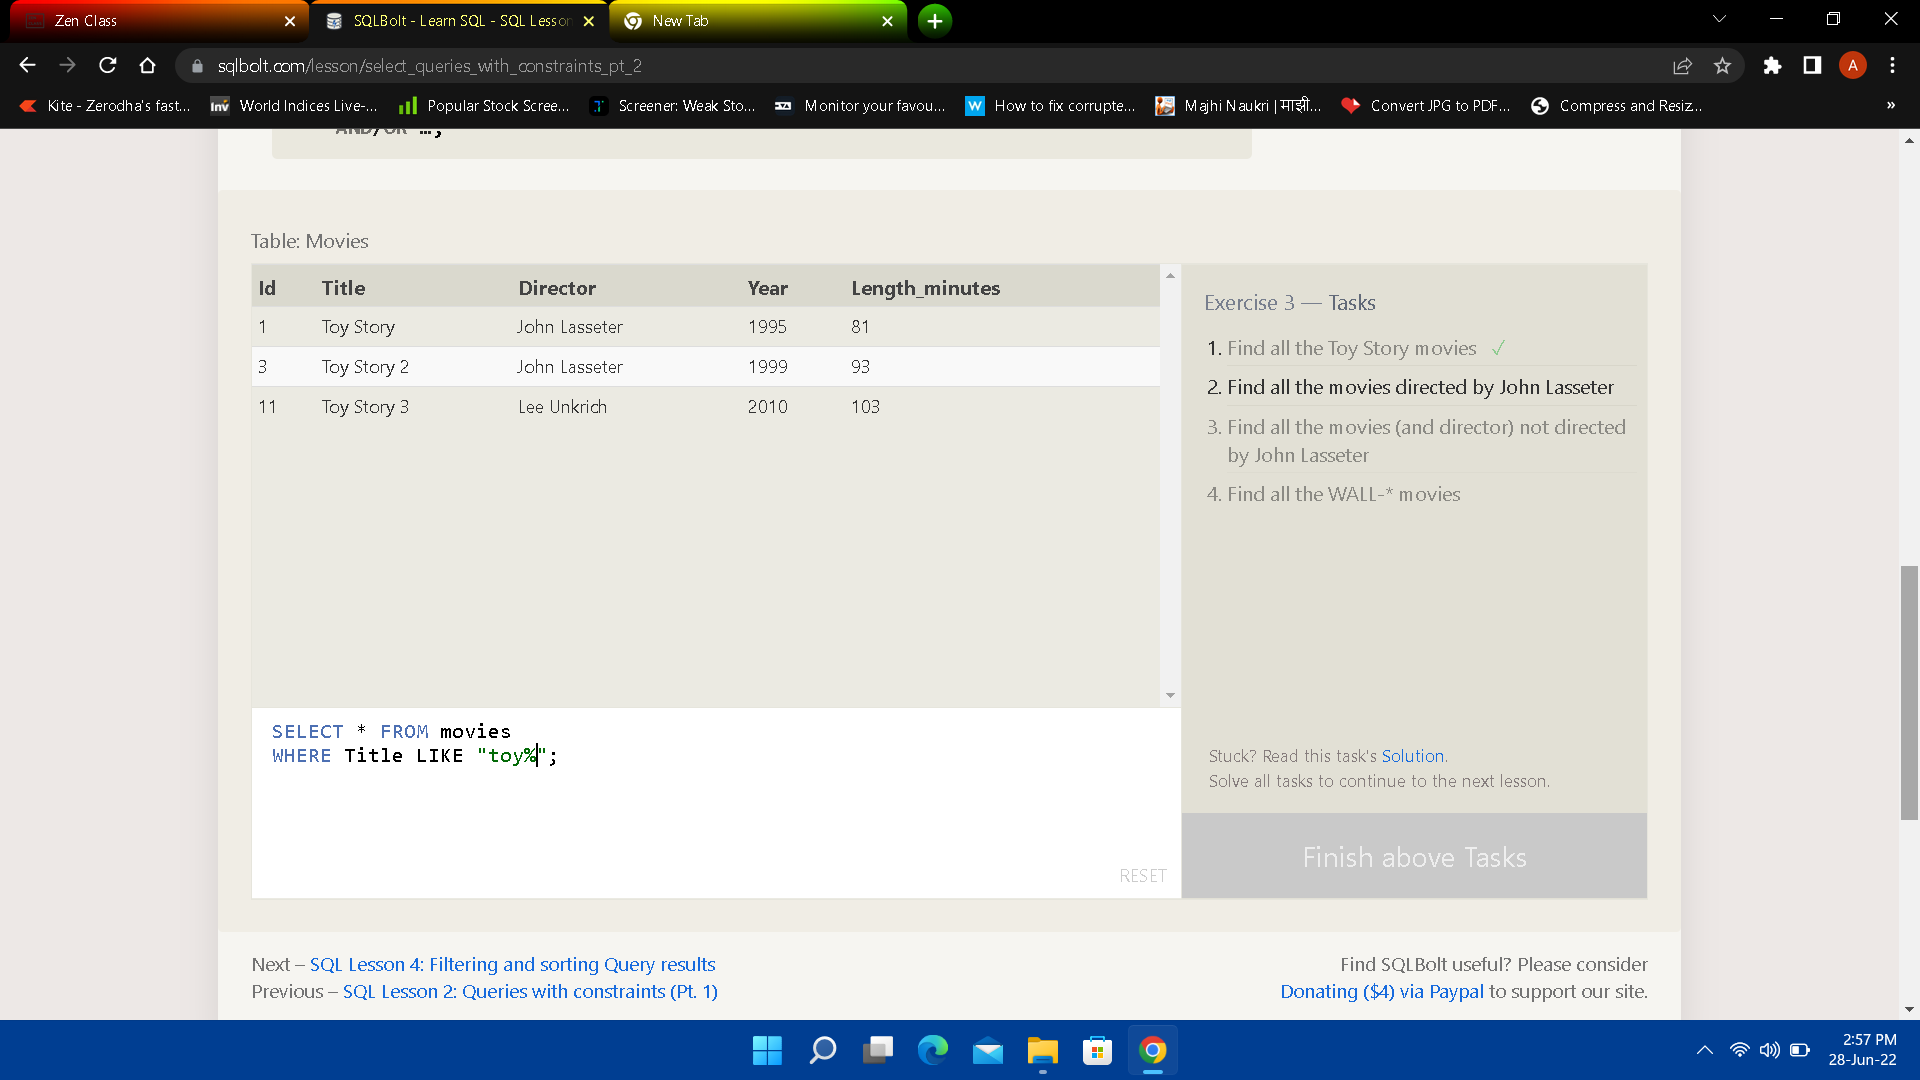 Zen Class
SQLBolt - Learn SQL - SQL Lesson
New Tab
sqlbolt.com/lesson/select_queries_with_constraints_pt_2
A
Kite - Zerodha's fast...
World Indices Live-...
Popular Stock Scree...
Screener: Weak Sto...
Monitor your favou...
How to fix corrupte...
Majhi Naukri | माझी...
Convert JPG to PDF...
Compress and Resiz...
»
AND/OR …;
Table: Movies
Id Title Director Year Length_minutes
1 Toy Story John Lasseter 1995 81
3 Toy Story 2 John Lasseter 1999 93
11 Toy Story 3 Lee Unkrich 2010 103
SELECT * FROM movies
WHERE Title LIKE "toy%";
RESET
Exercise 3 — Tasks
1. Find all the Toy Story movies ✓
2. Find all the movies directed by John Lasseter
3. Find all the movies (and director) not directed
by John Lasseter
4. Find all the WALL-* movies
Stuck? Read this task's Solution.
Solve all tasks to continue to the next lesson.
Finish above Tasks
Next – SQL Lesson 4: Filtering and sorting Query results
Previous – SQL Lesson 2: Queries with constraints (Pt. 1)
Find SQLBolt useful? Please consider
Donating ($4) via Paypal to support our site.
2:57 PM
28-Jun-22